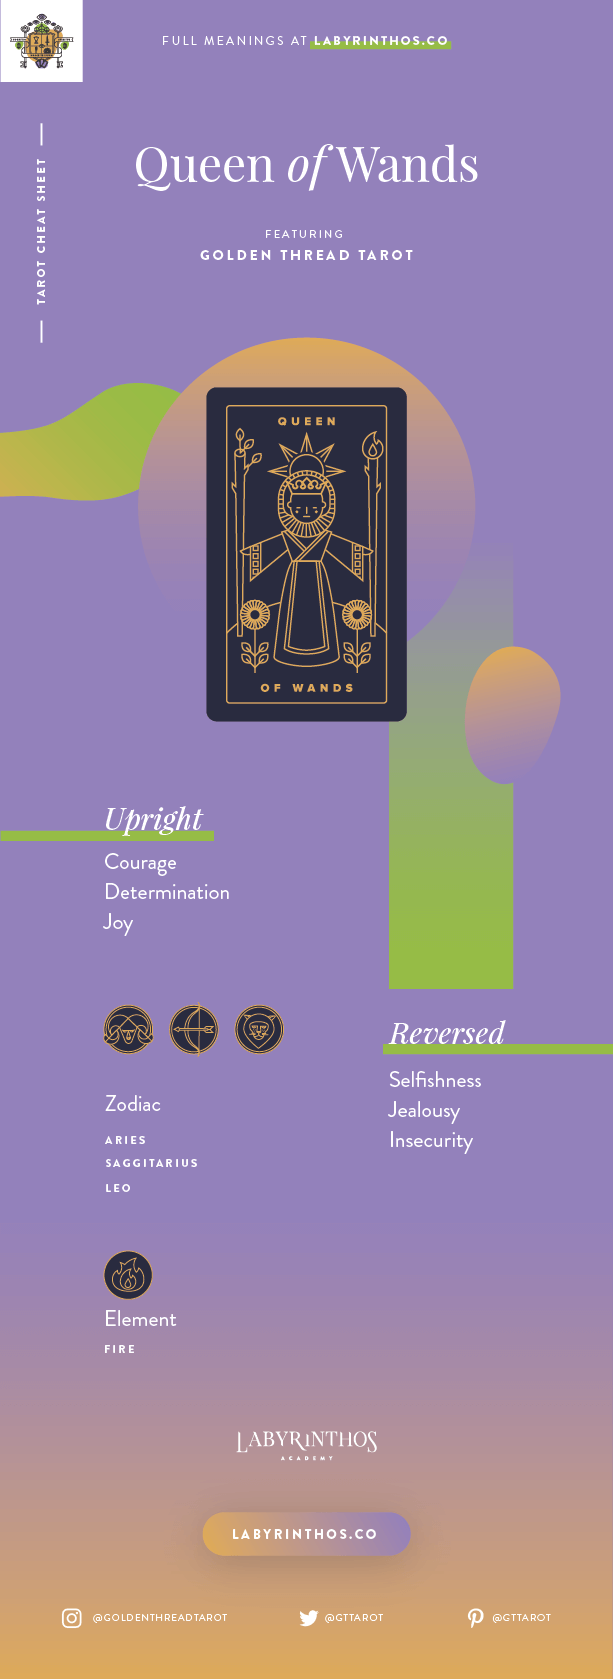 FULL MEANINGS AT LABYRINTHOS.CO
TAROT CHEAT SHEET
Queen of Wands
FEATURING
GOLDEN THREAD TAROT
QUEEN
OF WANDS
Upright
Courage
Determination
Joy
Zodiac
ARIES
SAGGITARIUS
LEO
Element
FIRE
Reversed
Selfishness
Jealousy
Insecurity
LABYRINTHOS
ACADEMY
LABYRINTHOS.CO
@GOLDENTHREADTAROT
@GTTAROT
@GTTAROT